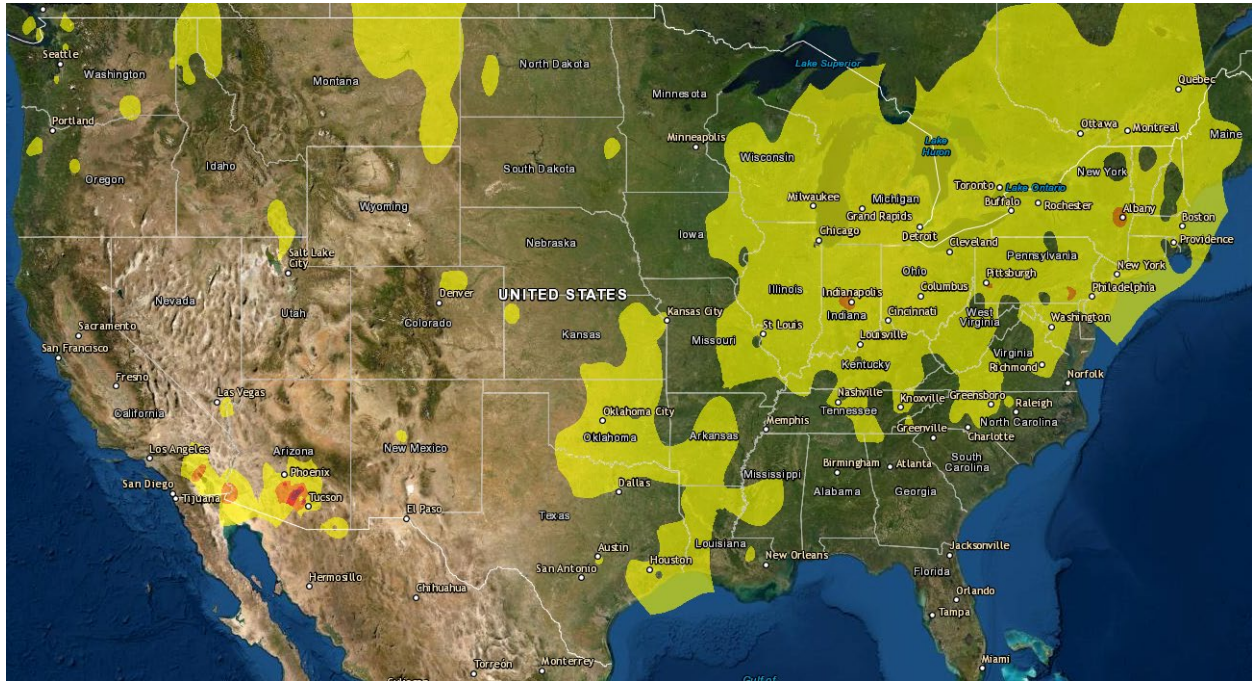 Seattle
Washington
Portland
Oregon
Idaho
Montana
North Dakota
South Dakota
Minnesota
Minneapolis
Lake Superior
Wisconsin
Lake
Huron
Quebec
Ottawa
Montreal
Maine
New York
Toronto
Lake Ontario
Buffalo
Rochester
Albany
Boston
Providence
Milwaukee
Michigan
Grand Rapids
Detroit
Chicago
Cleveland
Wyoming
Nebraska
Iowa
Salt Lake
City
Nevada
Utah
Denver
Colorado
UNITED STATES
Kansas
Kansas City
Missouri
St Louis
Illinois
Indianapolis
Indiana
Ohio
Columbus
Cincinnati
Louisville
Kentucky
Pittsburgh
Pennsylvania
New York
Philadelphia
West
Virginia
Washington
Virginia
Richmond
Norfolk
Sacramento
San Francisco
Fresno
California
Las Vegas
Los Angeles
San Diego
Tijuana
Arizona
Phoenix
Tucson
New Mexico
El Paso
Oklahoma City
Oklahoma
Dallas
Texas
Austin
San Antonio
Houston
Arkansas
Memphis
Nashville
Tennessee
Knoxville
Greensboro
Raleigh
North Carolina
Charlotte
Greenville
South
Carolina
Mississippi
Birmingham
Alabama
Atlanta
Georgia
Louisiana
New Orleans
Jacksonville
Florida
Orlando
Tampa
Miami
Hermosillo
Chihuahua
Torreón
Monterrey
Gulf of